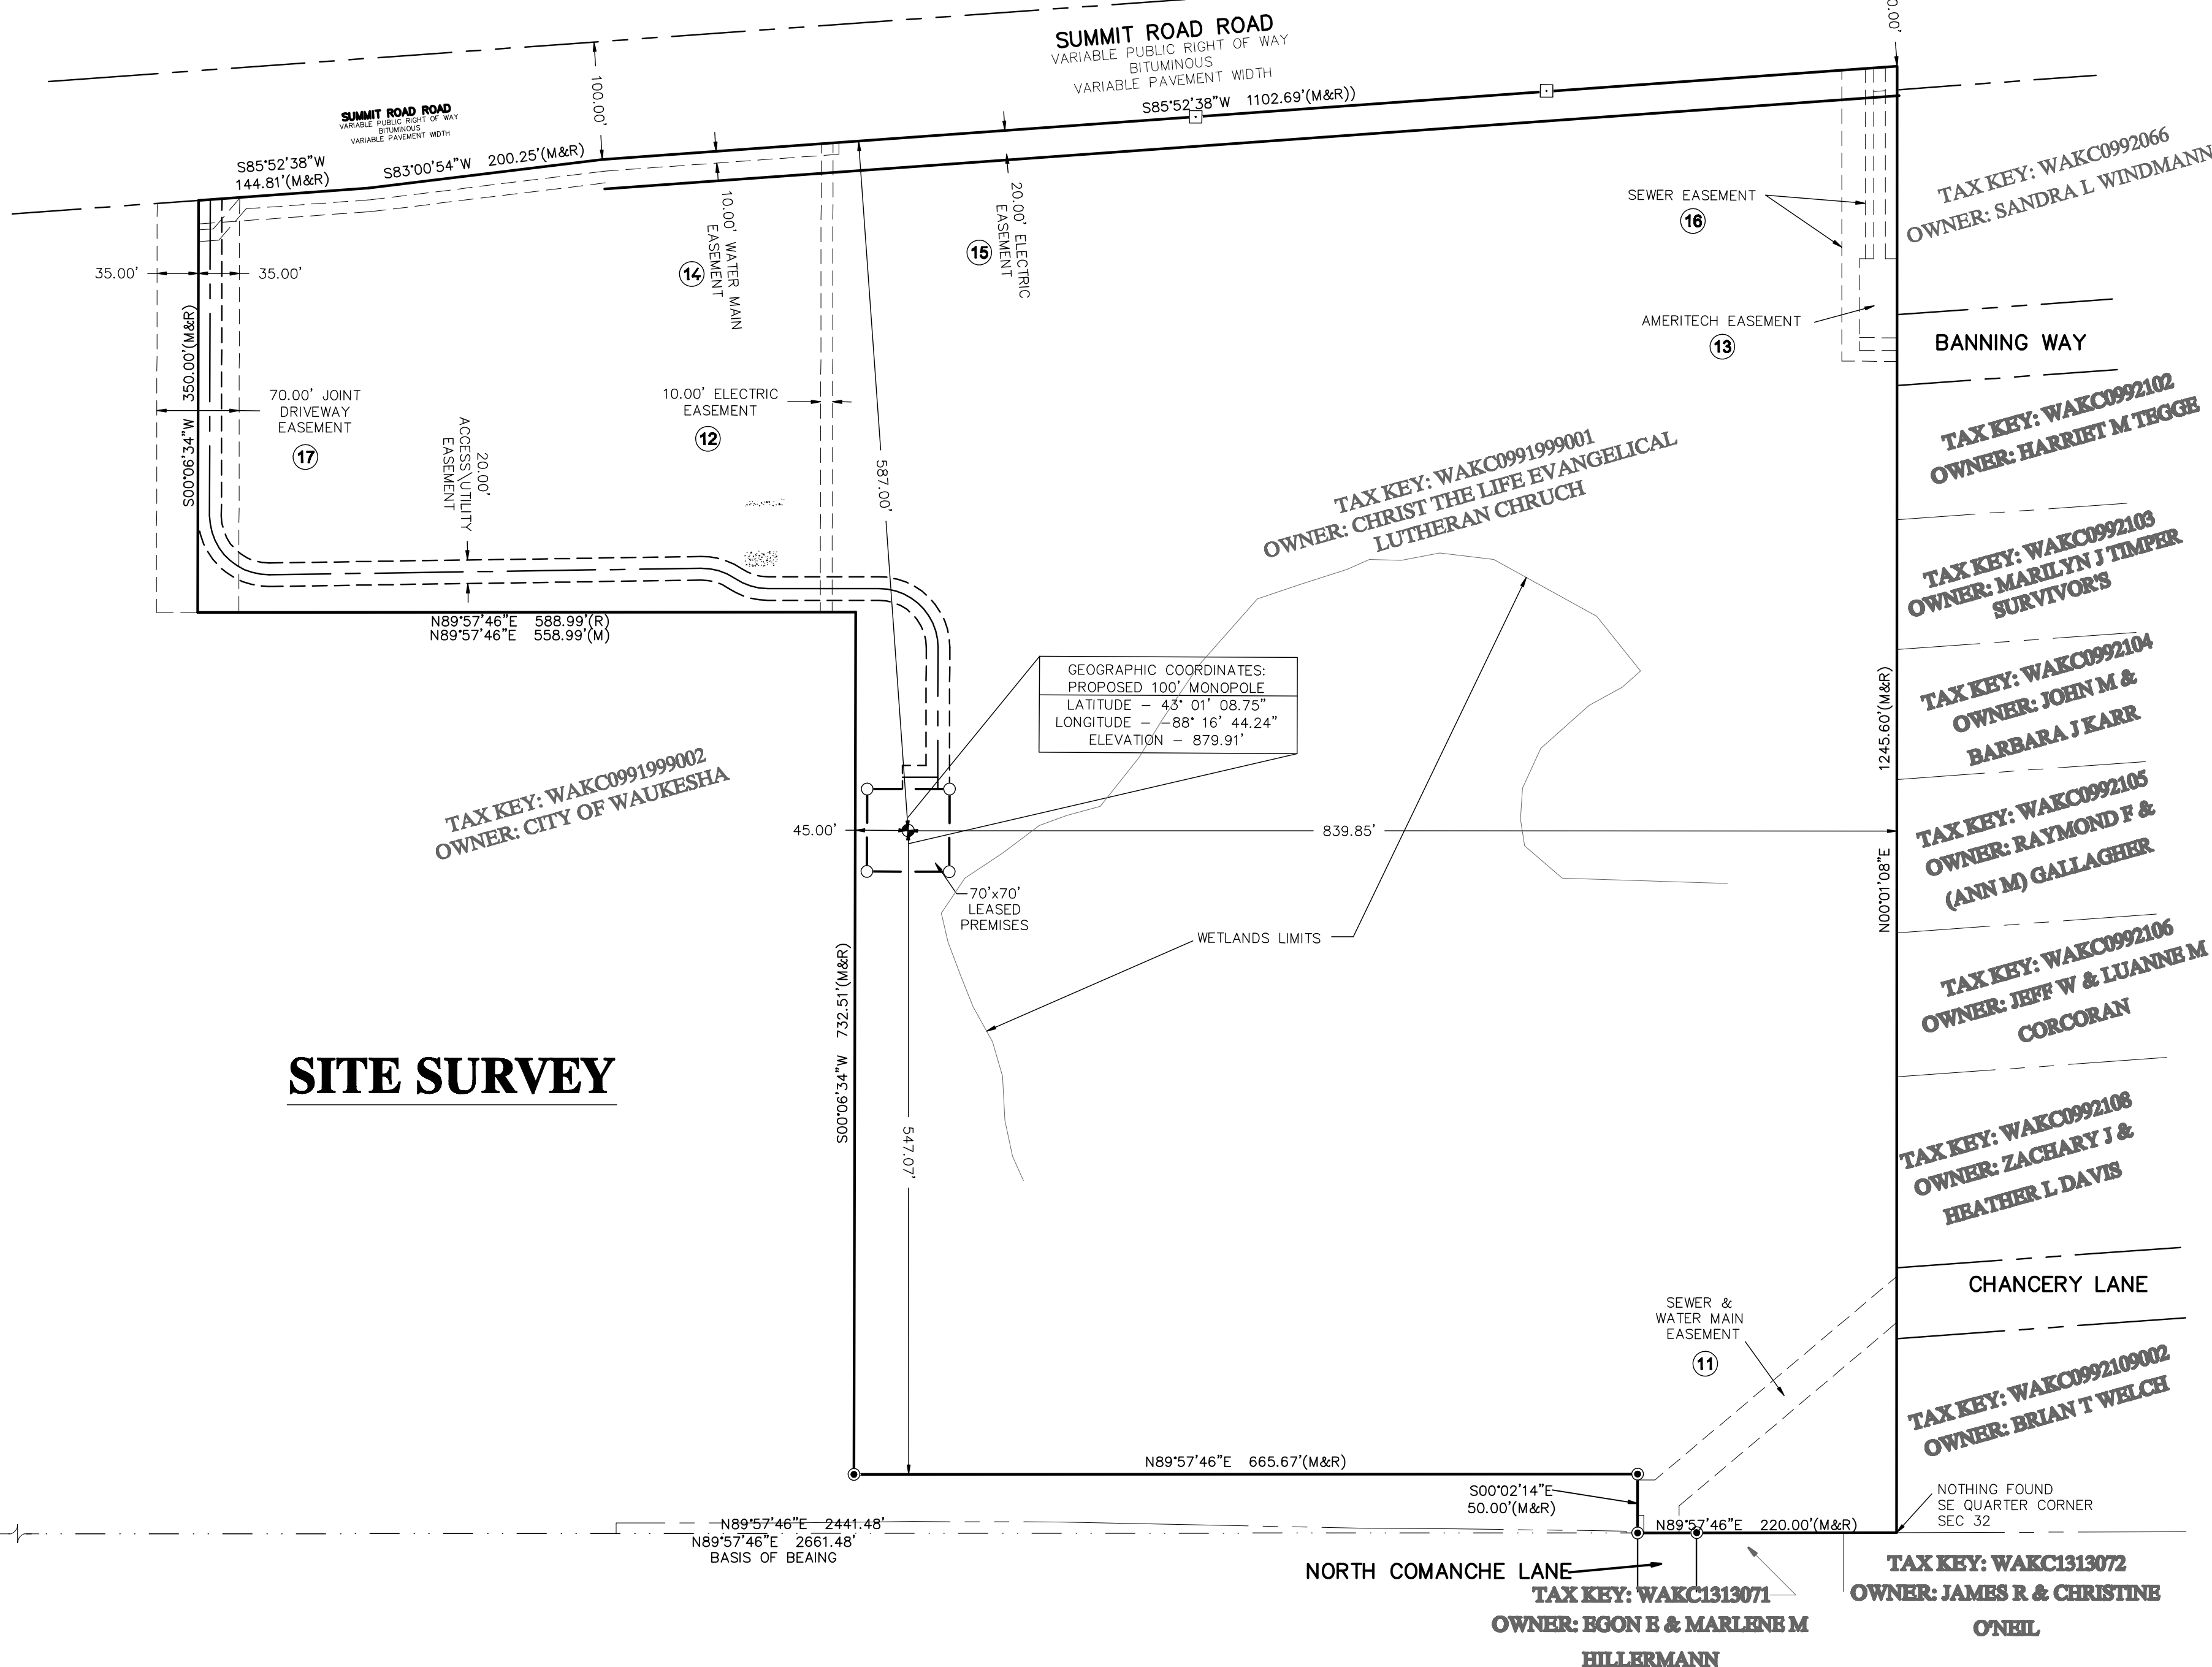 SUMMIT ROAD ROAD
VARIABLE PUBLIC RIGHT OF WAY
BITUMINOUS
VARIABLE PAVEMENT WIDTH
S85°52'38"W 1102.69'(M&R))
100.00'
SUMMIT ROAD ROAD
VARIABLE PUBLIC RIGHT OF WAY
BITUMINOUS
VARIABLE PAVEMENT WIDTH
S85°52'38"W
144.81'(M&R)
S83°00'54"W 200.25'(M&R)
35.00'
35.00'
S00°06'34"W 350.00'(M&R)
10.00' WATER MAIN
EASEMENT
14
20.00' ELECTRIC
EASEMENT
15
SEWER EASEMENT
16
AMERITECH EASEMENT
13
70.00' JOINT
DRIVEWAY
EASEMENT
17
20.00'
ACCESS\UTILITY
EASEMENT
10.00' ELECTRIC
EASEMENT
12
587.00'
TAX KEY: WAKC0991999001
OWNER: CHRIST THE LIFE EVANGELICAL
LUTHERAN CHRUCH
N89°57'46"E 588.99'(R)
N89°57'46"E 558.99'(M)
GEOGRAPHIC COORDINATES:
PROPOSED 100' MONOPOLE
LATITUDE – 43° 01' 08.75"
LONGITUDE – -88° 16' 44.24"
ELEVATION – 879.91'
TAX KEY: WAKC0991999002
OWNER: CITY OF WAUKESHA
45.00'
839.85'
70'x70'
LEASED
PREMISES
WETLANDS LIMITS
S00°06'34"W 732.51'(M&R)
547.07'
N00°01'08"E 1245.60'(M&R)
SITE SURVEY
TAX KEY: WAKC0992066
OWNER: SANDRA L WINDMANN
BANNING WAY
TAX KEY: WAKC0992102
OWNER: HARRIET M TEGGE
TAX KEY: WAKC0992103
OWNER: MARILYN J TIMPER
SURVIVOR'S
TAX KEY: WAKC0992104
OWNER: JOHN M &
BARBARA J KARR
TAX KEY: WAKC0992105
OWNER: RAYMOND F &
(ANN M) GALLAGHER
TAX KEY: WAKC0992106
OWNER: JEFF W & LUANNE M
CORCORAN
TAX KEY: WAKC0992108
OWNER: ZACHARY J &
HEATHER L DAVIS
CHANCERY LANE
TAX KEY: WAKC0992109002
OWNER: BRIAN T WELCH
SEWER &
WATER MAIN
EASEMENT
11
N89°57'46"E 665.67'(M&R)
S00°02'14"E
50.00'(M&R)
N89°57'46"E 220.00'(M&R)
NOTHING FOUND
SE QUARTER CORNER
SEC 32
N89°57'46"E 2441.48'
N89°57'46"E 2661.48'
BASIS OF BEAING
NORTH COMANCHE LANE
TAX KEY: WAKC1313071
OWNER: EGON E & MARLENE M
HILLERMANN
TAX KEY: WAKC1313072
OWNER: JAMES R & CHRISTINE
O'NEIL